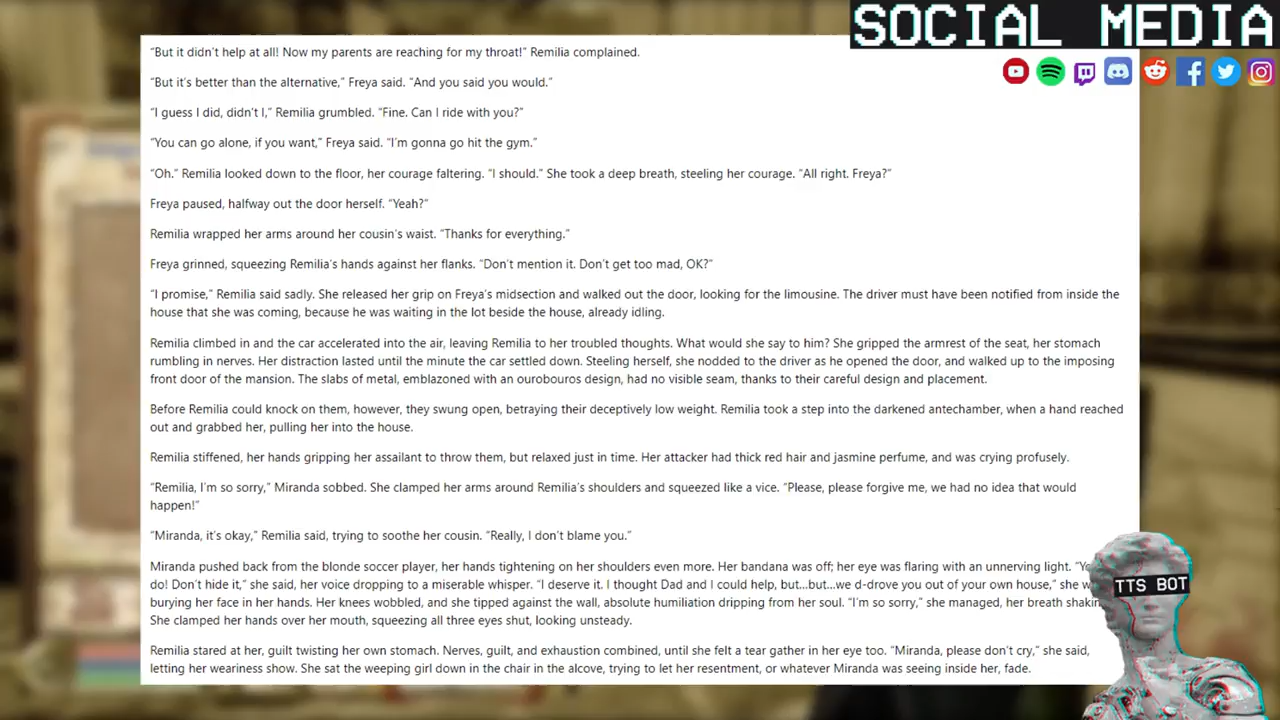 SOCIAL MEDIA
“But it didn’t help at all! Now my parents are reaching for my throat!” Remilia complained.
“But it’s better than the alternative,” Freya said. “And you said you would.”
“I guess I did, didn’t I,” Remilia grumbled. “Fine. Can I ride with you?”
“You can go alone, if you want,” Freya said. “I’m gonna go hit the gym.”
“Oh.” Remilia looked down to the floor, her courage faltering. “I should.” She took a deep breath, steeling her courage. “All right. Freya?”
Freya paused, halfway out the door herself. “Yeah?”
Remilia wrapped her arms around her cousin’s waist. “Thanks for everything.”
Freya grinned, squeezing Remilia’s hands against her flanks. “Don’t mention it. Don’t get too mad, OK?”
“I promise,” Remilia said sadly. She released her grip on Freya’s midsection and walked out the door, looking for the limousine. The driver must have been notified from inside the
house that she was coming, because he was waiting in the lot beside the house, already idling.
Remilia climbed in and the car accelerated into the air, leaving Remilia to her troubled thoughts. What would she say to him? She gripped the armrest of the seat, her stomach
rumbling in nerves. Her distraction lasted until the minute the car settled down. Steeling herself, she nodded to the driver as he opened the door, and walked up to the imposing
front door of the mansion. The slabs of metal, emblazoned with an ourobouros design, had no visible seam, thanks to their careful design and placement.
Before Remilia could knock on them, however, they swung open, betraying their deceptively low weight. Remilia took a step into the darkened antechamber, when a hand reached
out and grabbed her, pulling her into the house.
Remilia stiffened, her hands gripping her assailant to throw them, but relaxed just in time. Her attacker had thick red hair and jasmine perfume, and was crying profusely.
“Remilia, I’m so sorry,” Miranda sobbed. She clamped her arms around Remilia’s shoulders and squeezed like a vice. “Please, please forgive me, we had no idea that would
happen!”
“Miranda, it’s okay,” Remilia said, trying to soothe her cousin. “Really, I don’t blame you.”
Miranda pushed back from the blonde soccer player, her hands tightening on her shoulders even more. Her bandana was off; her eye was flaring with an unnerving light.
do! Don’t hide it,” she said, her voice dropping to a miserable whisper. “I deserve it. I thought Dad and I could help, but...but...we d-drove you out of your own house,” she
burying her face in her hands. Her knees wobbled, and she tipped against the wall, absolute humiliation dripping from her soul. “I’m so sorry,” she managed, her breath
She clamped her hands over her mouth, squeezing all three eyes shut, looking unsteady.
Remilia stared at her, guilt twisting her own stomach. Nerves, guilt, and exhaustion combined, until she felt a tear gather in her eye too. “Miranda, please don’t cry,” she said,
letting her weariness show. She sat the weeping girl down in the chair in the alcove, trying to let her resentment, or whatever Miranda was seeing inside her, fade.
TTS BOT